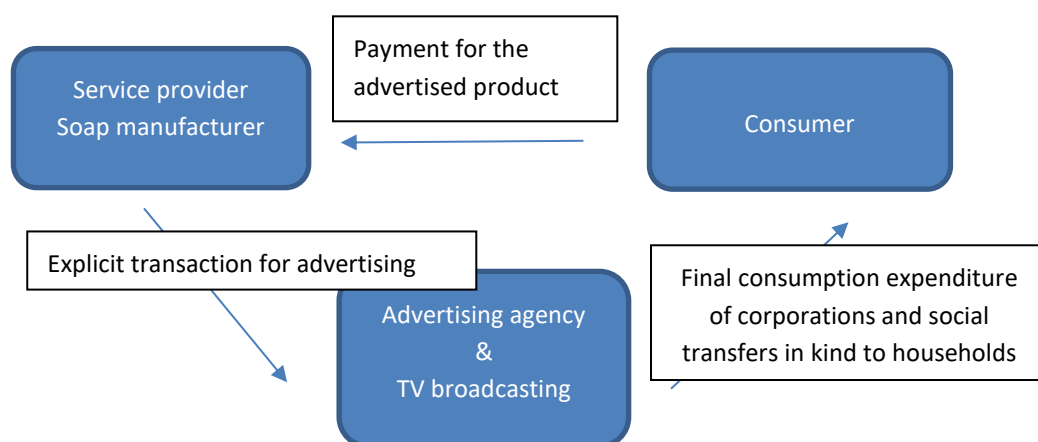 Payment for the
advertised product
Service provider
Soap manufacturer
Consumer
Explicit transaction for advertising
Final consumption expenditure
of corporations and social
transfers in kind to households
Advertising agency
&
TV broadcasting